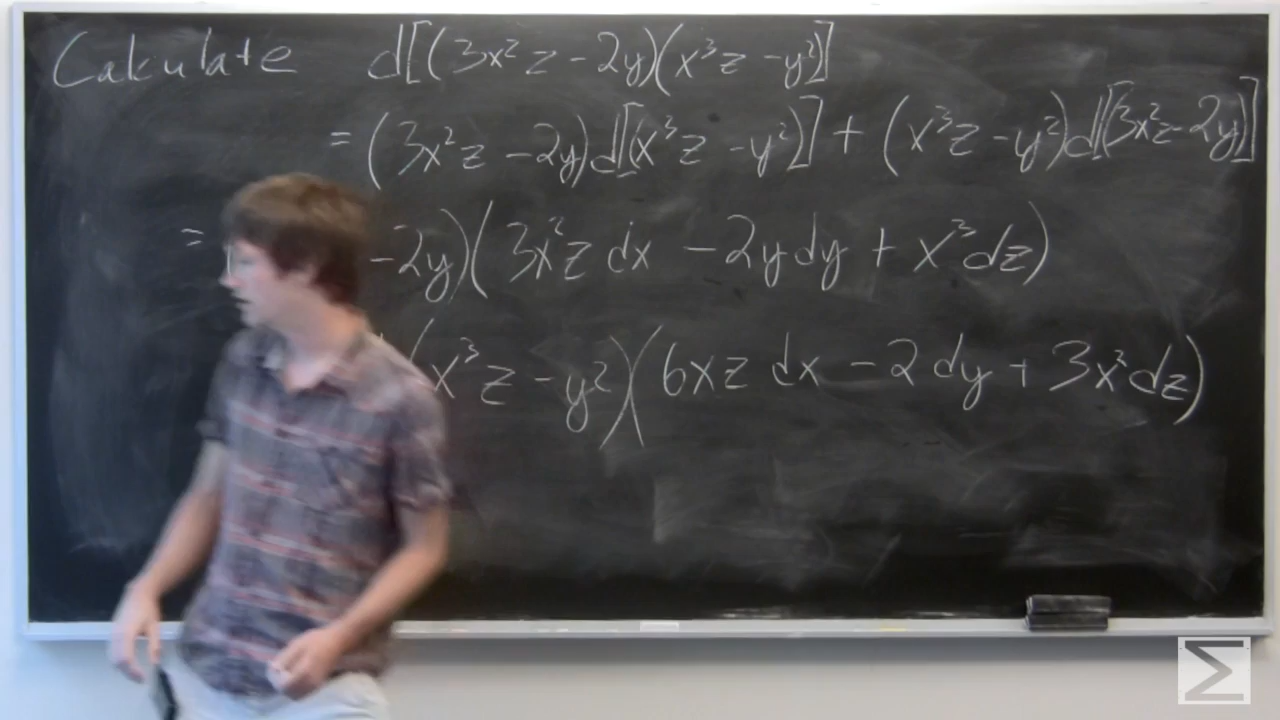 Calculate d[(3x²z - 2y)(x³z - y²)]
= (3x²z - 2y)d[(x³z - y²)] + (x³z - y²)d[(3x²z - 2y)]
= - 2y)(3x²z dx - 2y dy + x³dz)
(x³z - y²)(6xz dx - 2 dy + 3x²dz)
Σ